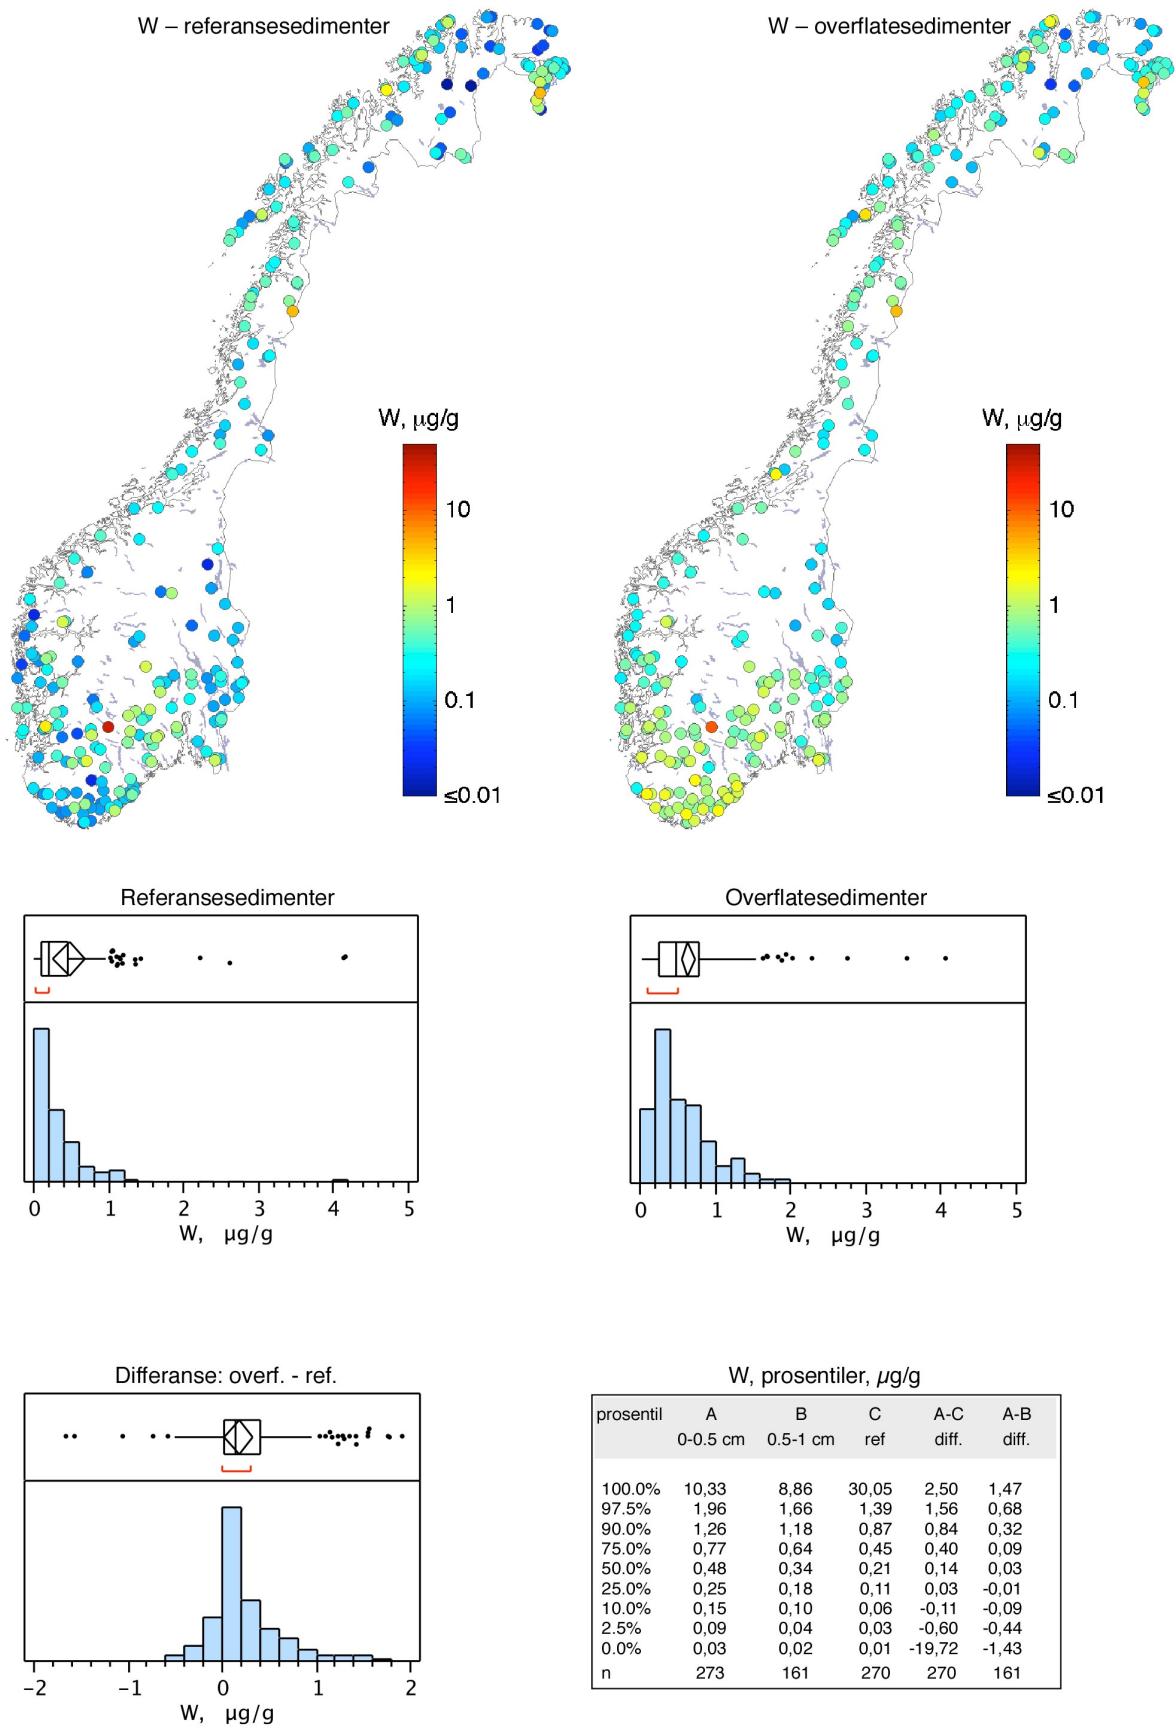 W – referansesedimenter
W – overflatesedimenter
W, µg/g
10
1
0.1
≤0.01
W, µg/g
10
1
0.1
≤0.01
Referansesedimenter
0 1 2 3 4 5
W, µg/g
Overflatesedimenter
0 1 2 3 4 5
W, µg/g
Differanse: overf. - ref.
−2 −1 0 1 2
W, µg/g
W, prosentiler, µg/g
prosentil A B C A-C A-B
0-0.5 cm 0.5-1 cm ref diff. diff.
100.0% 10,33 8,86 30,05 2,50 1,47
97.5% 1,96 1,66 1,39 1,56 0,68
90.0% 1,26 1,18 0,87 0,84 0,32
75.0% 0,77 0,64 0,45 0,40 0,09
50.0% 0,48 0,34 0,21 0,14 0,03
25.0% 0,25 0,18 0,11 0,03 -0,01
10.0% 0,15 0,10 0,06 -0,11 -0,09
2.5% 0,09 0,04 0,03 -0,60 -0,44
0.0% 0,03 0,02 0,01 -19,72 -1,43
n 273 161 270 270 161